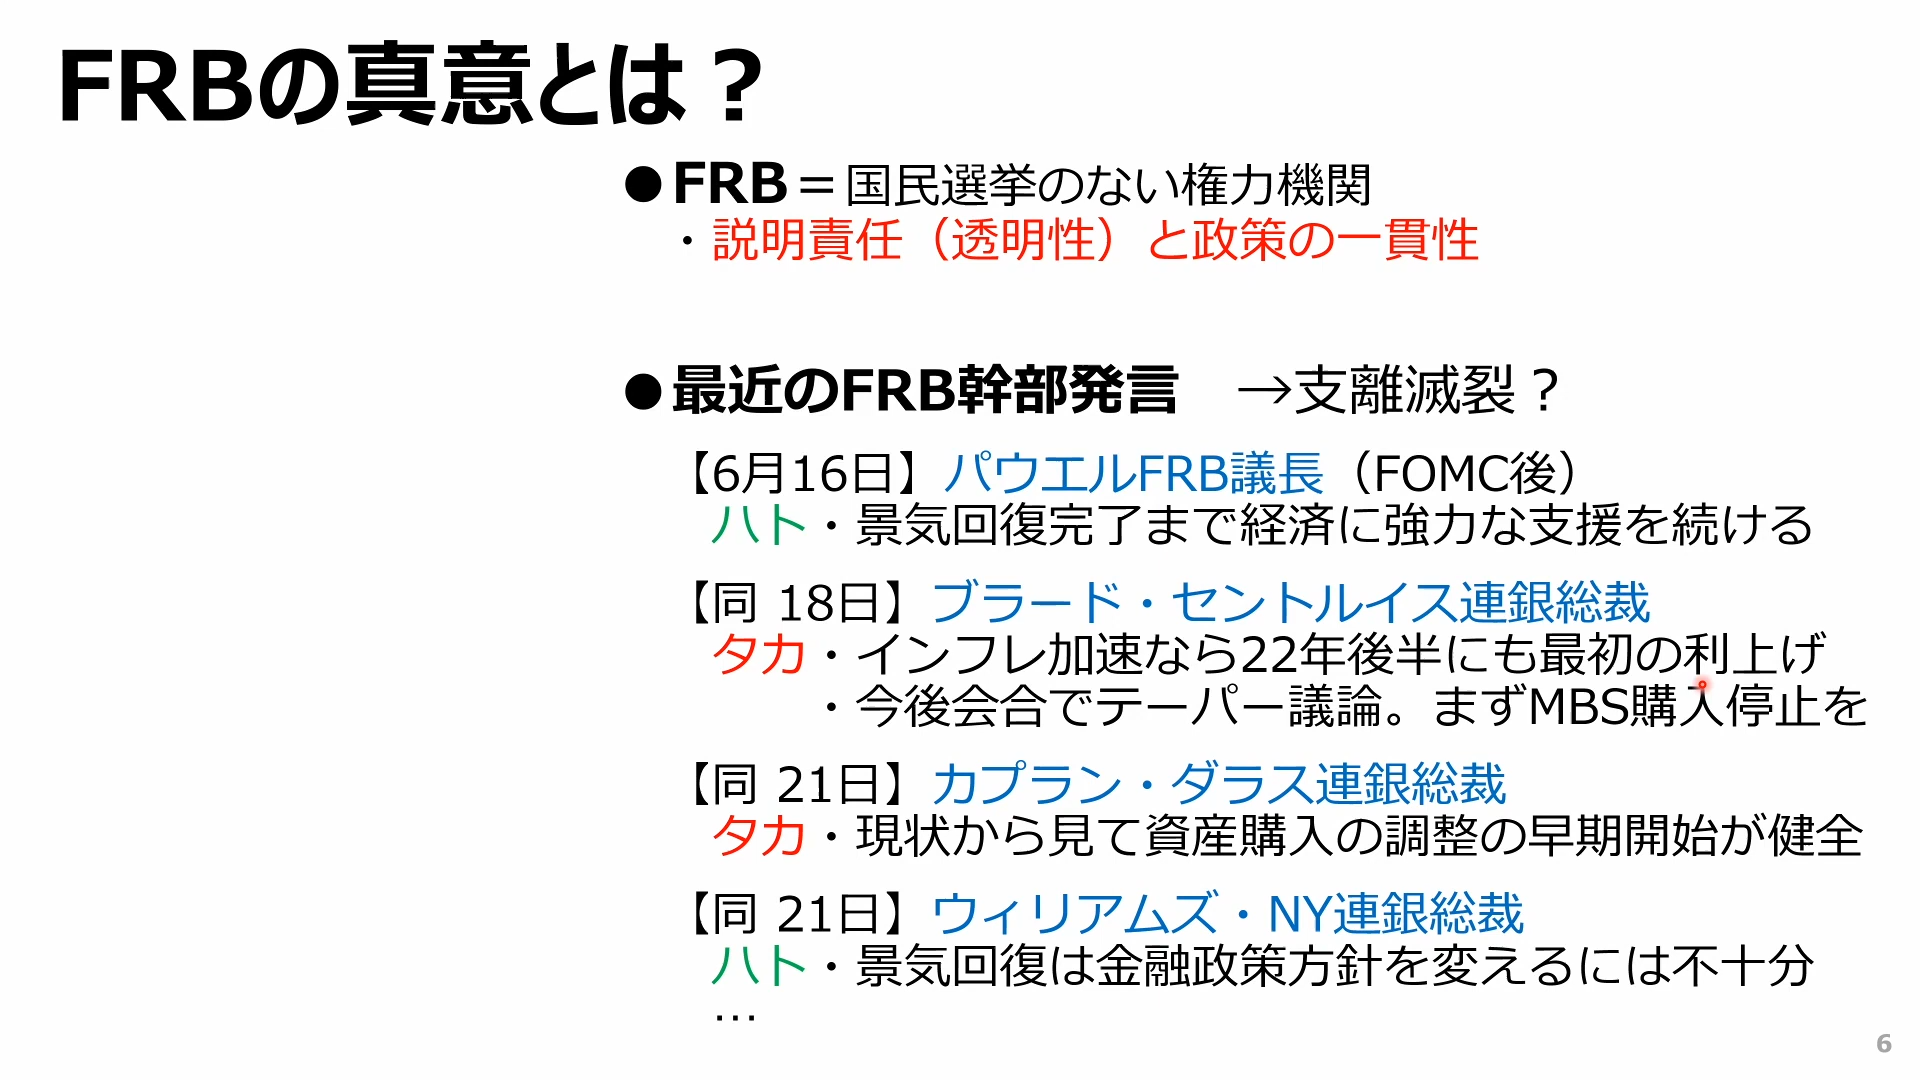 FRBの真意とは？
●FRB＝国民選挙のない権力機関
・説明責任（透明性）と政策の一貫性
●最近のFRB幹部発言　→支離滅裂？
【6月16日】パウエルFRB議長（FOMC後）
ハト・景気回復完了まで経済に強力な支援を続ける
【同 18日】ブラード・セントルイス連銀総裁
タカ・インフレ加速なら22年後半にも最初の利上げ
・今後会合でテーパー議論。まずMBS購入停止を
【同 21日】カプラン・ダラス連銀総裁
タカ・現状から見て資産購入の調整の早期開始が健全
【同 21日】ウィリアムズ・NY連銀総裁
ハト・景気回復は金融政策方針を変えるには不十分
…
6